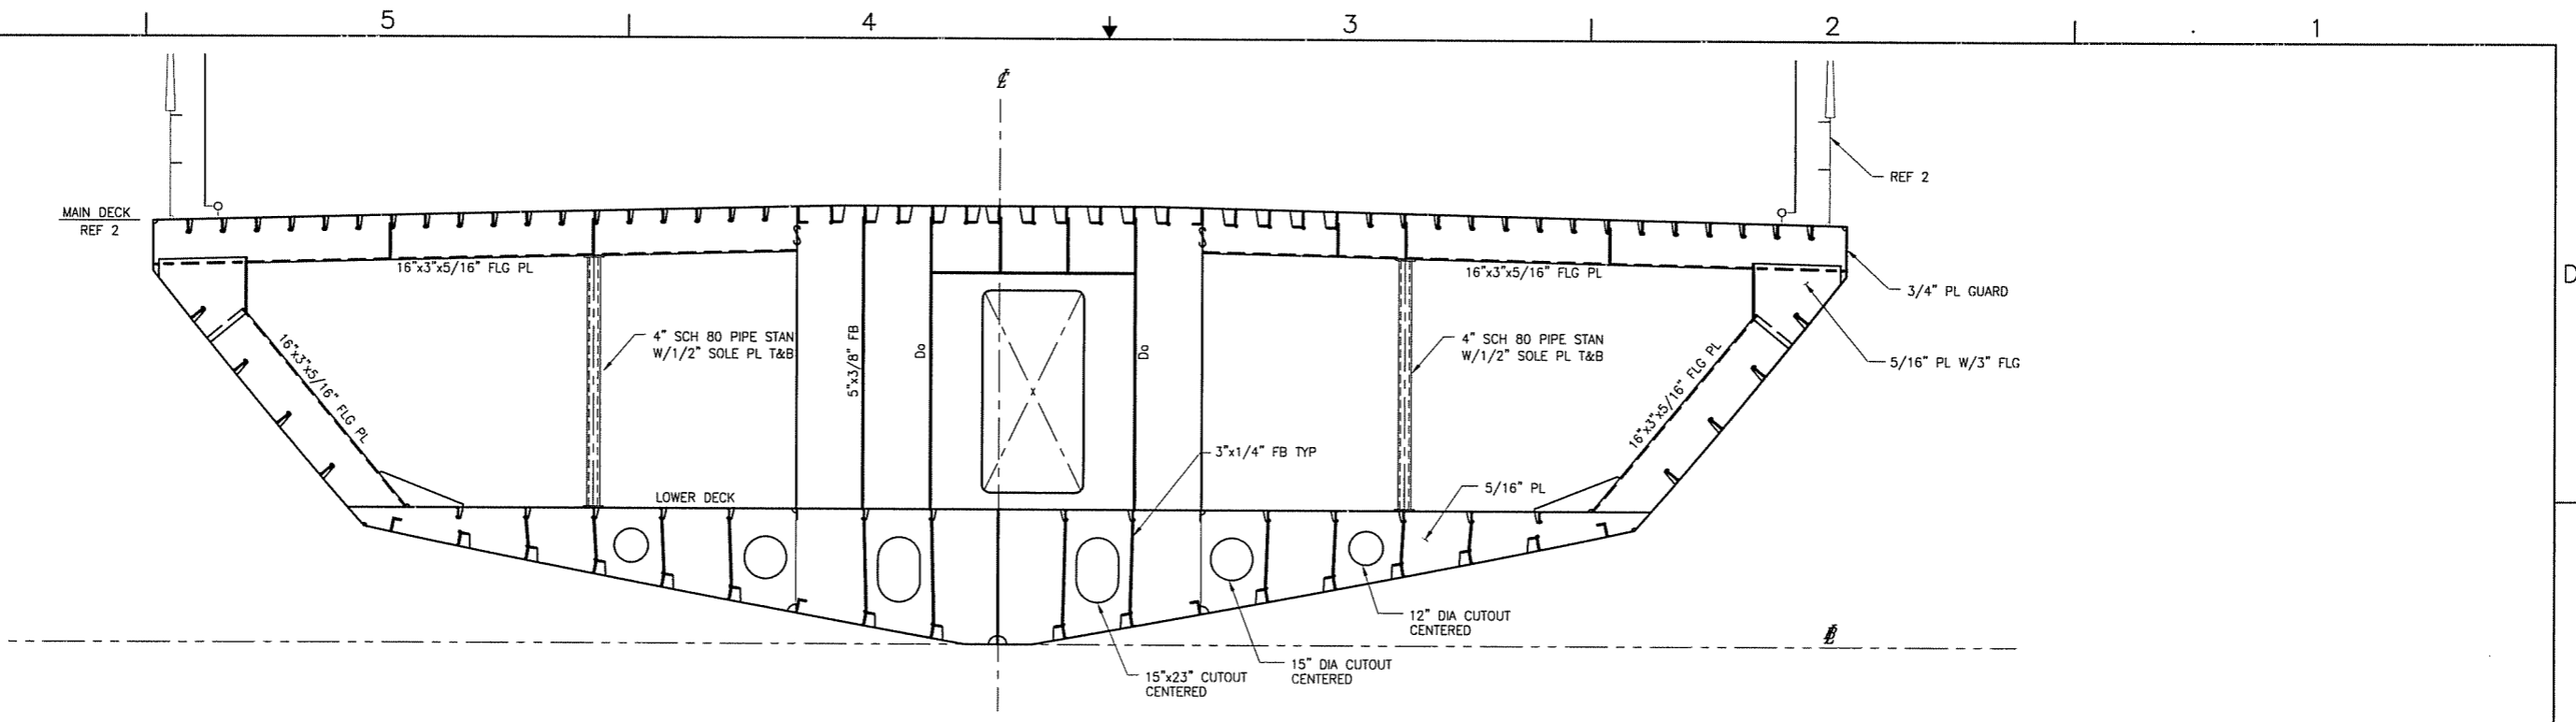 5 4 3 2 1
D
REF 2
MAIN DECK
REF 2
16"x3"x5/16" FLG PL
16"x3"x5/16" FLG PL
3/4" PL GUARD
16"x3"x5/16" FLG PL
4" SCH 80 PIPE STAN
W/1/2" SOLE PL T&B
5"x3/8" FB
Do
x
Do
4" SCH 80 PIPE STAN
W/1/2" SOLE PL T&B
16"x3"x5/16" FLG PL
5/16" PL W/3" FLG
3"x1/4" FB TYP
LOWER DECK
5/16" PL
12" DIA CUTOUT
CENTERED
15" DIA CUTOUT
CENTERED
15"x23" CUTOUT
CENTERED